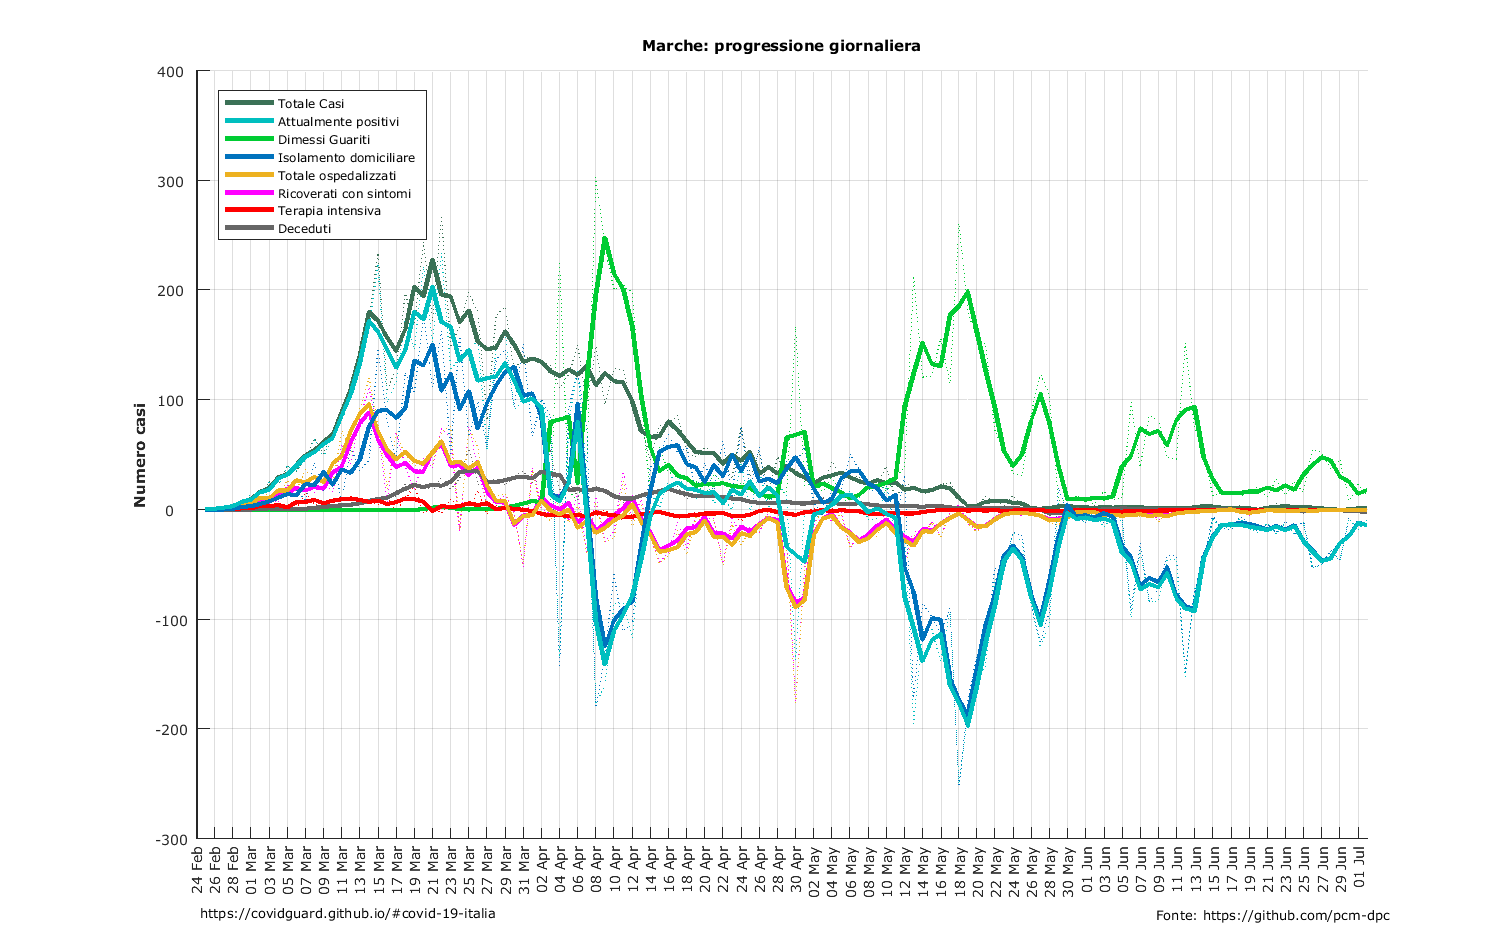 Marche: progressione giornaliera
400
300
200
100
0
-100
-200
-300
Numero casi
Totale Casi
Attualmente positivi
Dimessi Guariti
Isolamento domiciliare
Totale ospedalizzati
Ricoverati con sintomi
Terapia intensiva
Deceduti
24 Feb
26 Feb
28 Feb
01 Mar
03 Mar
05 Mar
07 Mar
09 Mar
11 Mar
13 Mar
15 Mar
17 Mar
19 Mar
21 Mar
23 Mar
25 Mar
27 Mar
29 Mar
31 Mar
02 Apr
04 Apr
06 Apr
08 Apr
10 Apr
12 Apr
14 Apr
16 Apr
18 Apr
20 Apr
22 Apr
24 Apr
26 Apr
28 Apr
30 Apr
02 May
04 May
06 May
08 May
10 May
12 May
14 May
16 May
18 May
20 May
22 May
24 May
26 May
28 May
30 May
01 Jun
03 Jun
05 Jun
07 Jun
09 Jun
11 Jun
13 Jun
15 Jun
17 Jun
19 Jun
21 Jun
23 Jun
25 Jun
27 Jun
29 Jun
01 Jul
https://covidguard.github.io/#covid-19-italia
Fonte: https://github.com/pcm-dpc